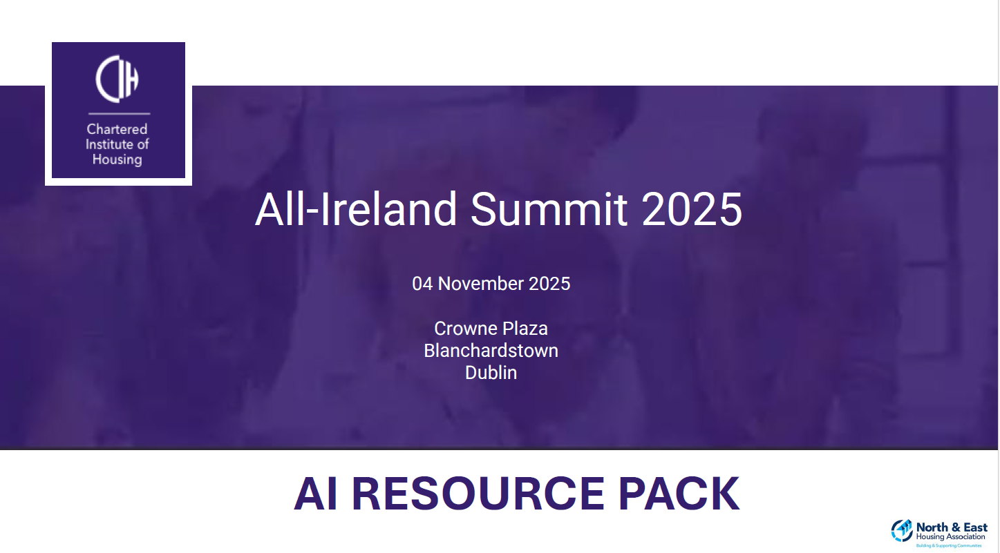 CIH
Chartered
Institute of
Housing
All-Ireland Summit 2025
04 November 2025
Crowne Plaza
Blanchardstown
Dublin
AI RESOURCE PACK
North & East
Housing Association
Building & Supporting Communities